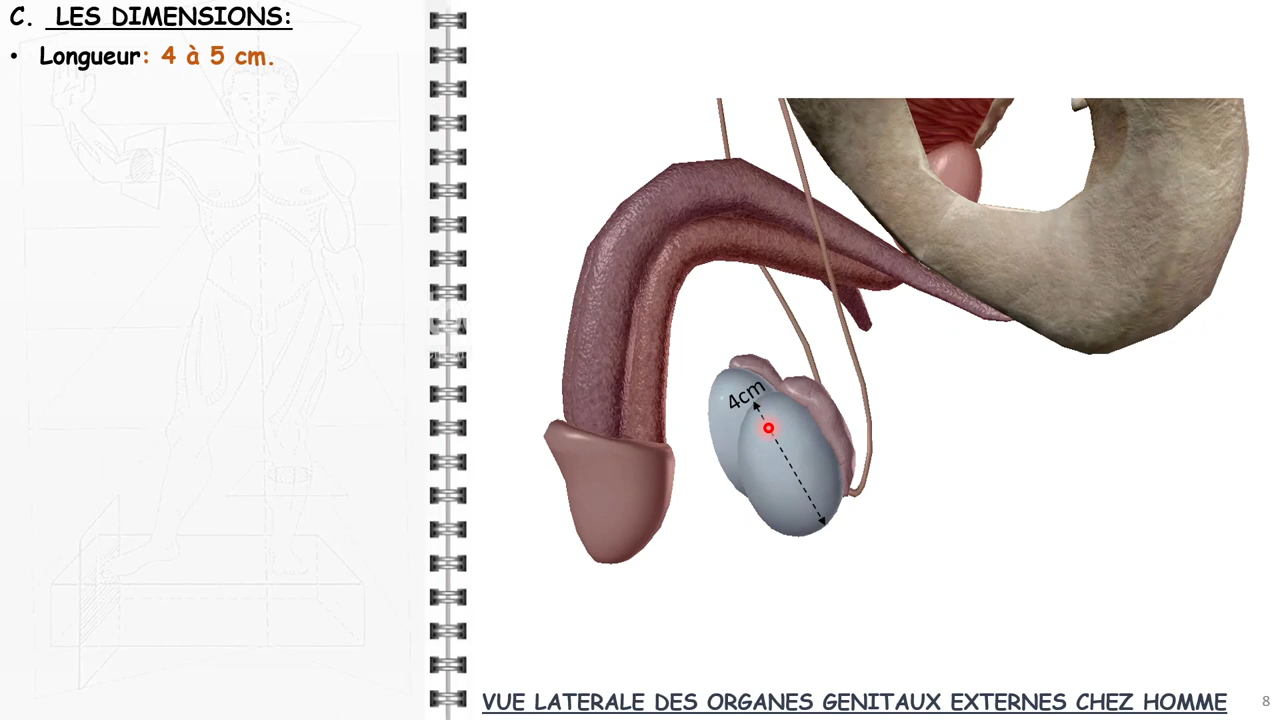 C. LES DIMENSIONS:
• Longueur: 4 à 5 cm.
4cm
VUE LATERALE DES ORGANES GENITAUX EXTERNES CHEZ HOMME
8